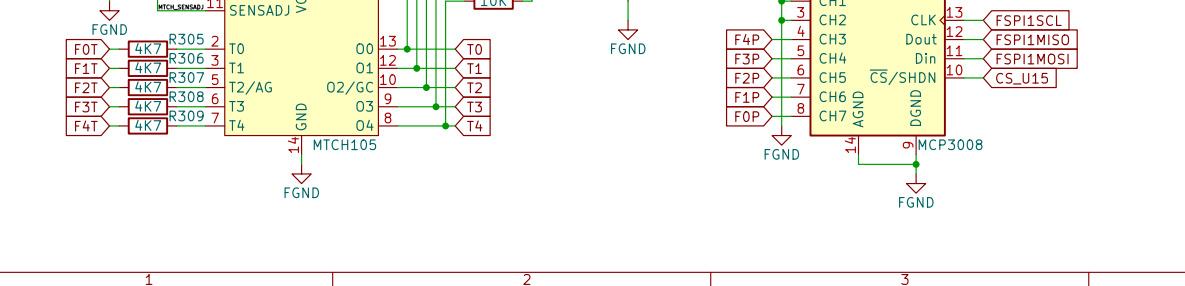 MTCH_SENSADJ 11 SENSADJ
FGND
F0T 4K7 R305 2 T0
F1T 4K7 R306 3 T1
F2T 4K7 R307 5 T2/AG
F3T 4K7 R308 6 T3
F4T 4K7 R309 7 T4
O0 13 T0
O1 12 T1
O2/GC 10 T2
O3 9 T3
O4 8 T4
GND
14
MTCH105
FGND
10K
FGND
CH1
3 CH2
F4P 4 CH3
F3P 5 CH4
F2P 6 CH5
F1P 7 CH6
F0P 8 CH7
FGND
CLK 13 FSPI1SCL
Dout 12 FSPI1MISO
Din 11 FSPI1MOSI
CS/SHDN 10 CS_U15
AGND
DGND
14
9
MCP3008
FGND
1
2
3